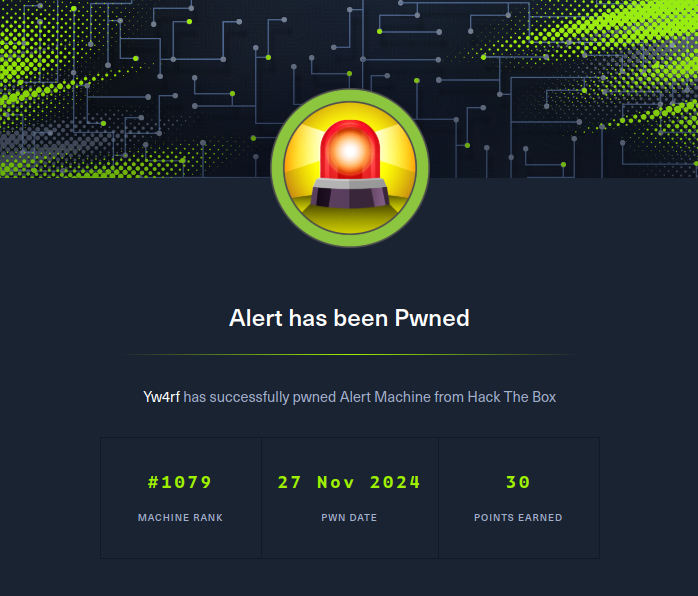 Alert has been Pwned
Yw4rf has successfully pwned Alert Machine from Hack The Box
#1079 27 Nov 2024 30
MACHINE RANK PWN DATE POINTS EARNED